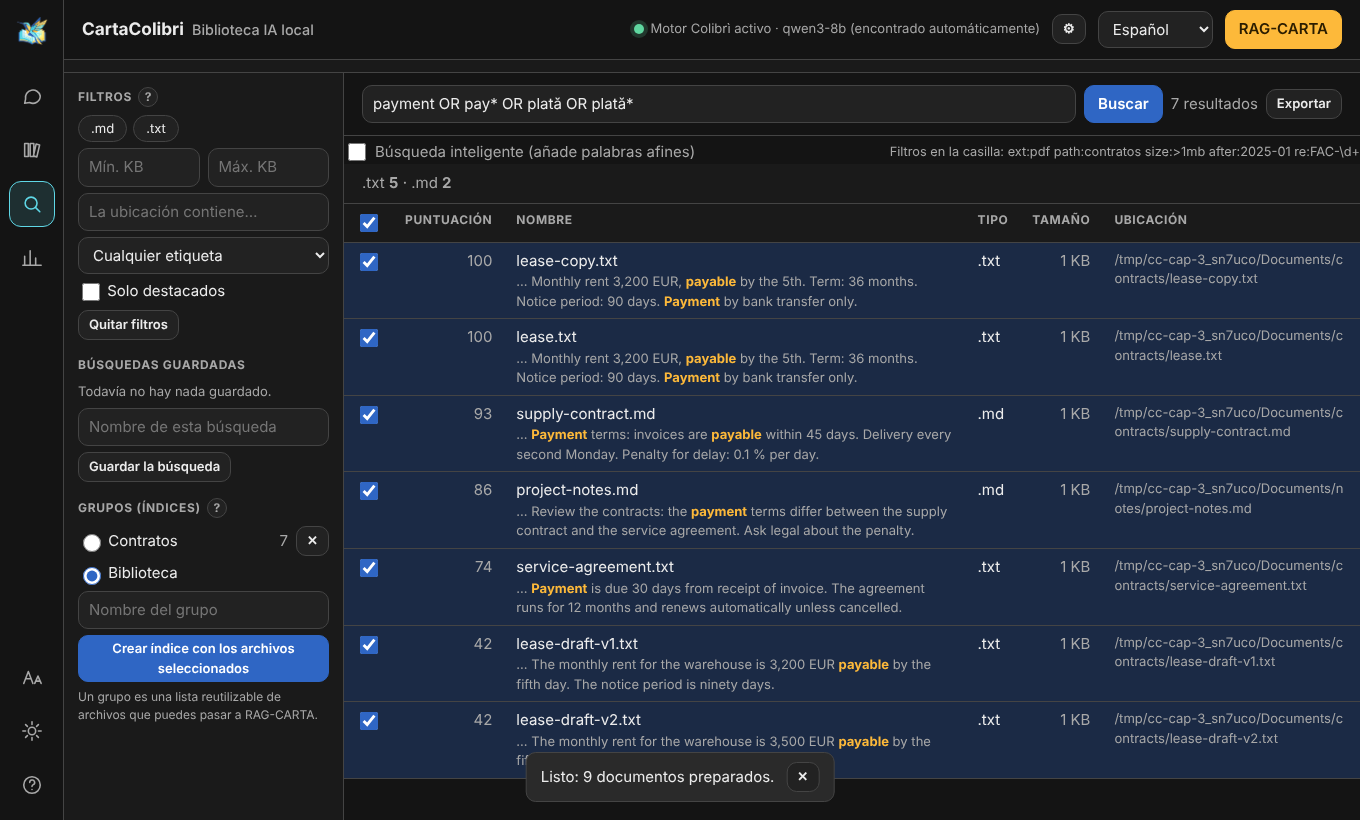 CartaColibri Biblioteca IA local
Motor Colibrì activo · qwen3-8b (encontrado automáticamente)
Español
RAG-CARTA
FILTROS ?
.md .txt
Mín. KB Máx. KB
La ubicación contiene...
Cualquier etiqueta
Solo destacados
Quitar filtros
BÚSQUEDAS GUARDADAS
Todavía no hay nada guardado.
Nombre de esta búsqueda
Guardar la búsqueda
GRUPOS (ÍNDICES) ?
Contratos 7 ✕
Biblioteca
Nombre del grupo
Crear índice con los archivos
seleccionados
Un grupo es una lista reutilizable de
archivos que puedes pasar a RAG-CARTA.
AA
payment OR pay* OR plată OR plată*
Buscar
7 resultados
Exportar
Búsqueda inteligente (añade palabras afines)
Filtros en la casilla: ext:pdf path:contratos size:>1mb after:2025-01 re:FAC-\d+
.txt 5 · .md 2
PUNTUACIÓN NOMBRE TIPO TAMAÑO UBICACIÓN
100 lease-copy.txt .txt 1 KB /tmp/cc-cap-3_sn7uco/Documents/c
ontracts/lease-copy.txt
... Monthly rent 3,200 EUR, payable by the 5th. Term: 36 months.
Notice period: 90 days. Payment by bank transfer only.
100 lease.txt .txt 1 KB /tmp/cc-cap-3_sn7uco/Documents/c
ontracts/lease.txt
... Monthly rent 3,200 EUR, payable by the 5th. Term: 36 months.
Notice period: 90 days. Payment by bank transfer only.
93 supply-contract.md .md 1 KB /tmp/cc-cap-3_sn7uco/Documents/c
ontracts/supply-contract.md
... Payment terms: invoices are payable within 45 days. Delivery every
second Monday. Penalty for delay: 0.1 % per day.
86 project-notes.md .md 1 KB /tmp/cc-cap-3_sn7uco/Documents/n
otes/project-notes.md
... Review the contracts: the payment terms differ between the supply
contract and the service agreement. Ask legal about the penalty.
74 service-agreement.txt .txt 1 KB /tmp/cc-cap-3_sn7uco/Documents/c
ontracts/service-agreement.txt
... Payment is due 30 days from receipt of invoice. The agreement
runs for 12 months and renews automatically unless cancelled.
42 lease-draft-v1.txt .txt 1 KB /tmp/cc-cap-3_sn7uco/Documents/c
ontracts/lease-draft-v1.txt
... The monthly rent for the warehouse is 3,200 EUR payable by the
fifth day. The notice period is ninety days.
42 lease-draft-v2.txt .txt 1 KB /tmp/cc-cap-3_sn7uco/Documents/c
ontracts/lease-draft-v2.txt
... The monthly rent for the warehouse is 3,500 EUR payable by the
Listo: 9 documentos preparados. ✕